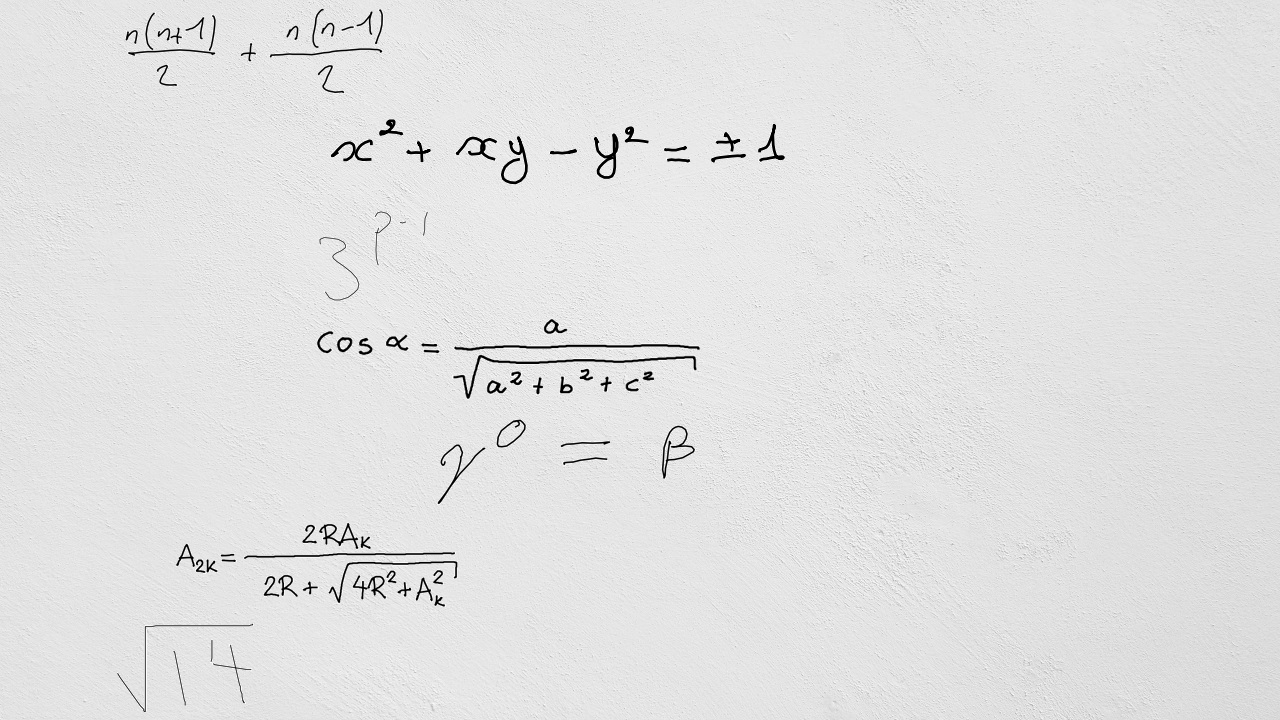 \frac{n(n+1)}{2} + \frac{n(n-1)}{2}
x^2 + xy - y^2 = \pm 1
3^{p-1}
\cos \alpha = \frac{a}{\sqrt{a^2 + b^2 + c^2}}
\gamma^0 = \beta
A_{2K} = \frac{2RA_K}{2R + \sqrt{4R^2 + A_K^2}}
\sqrt{14}